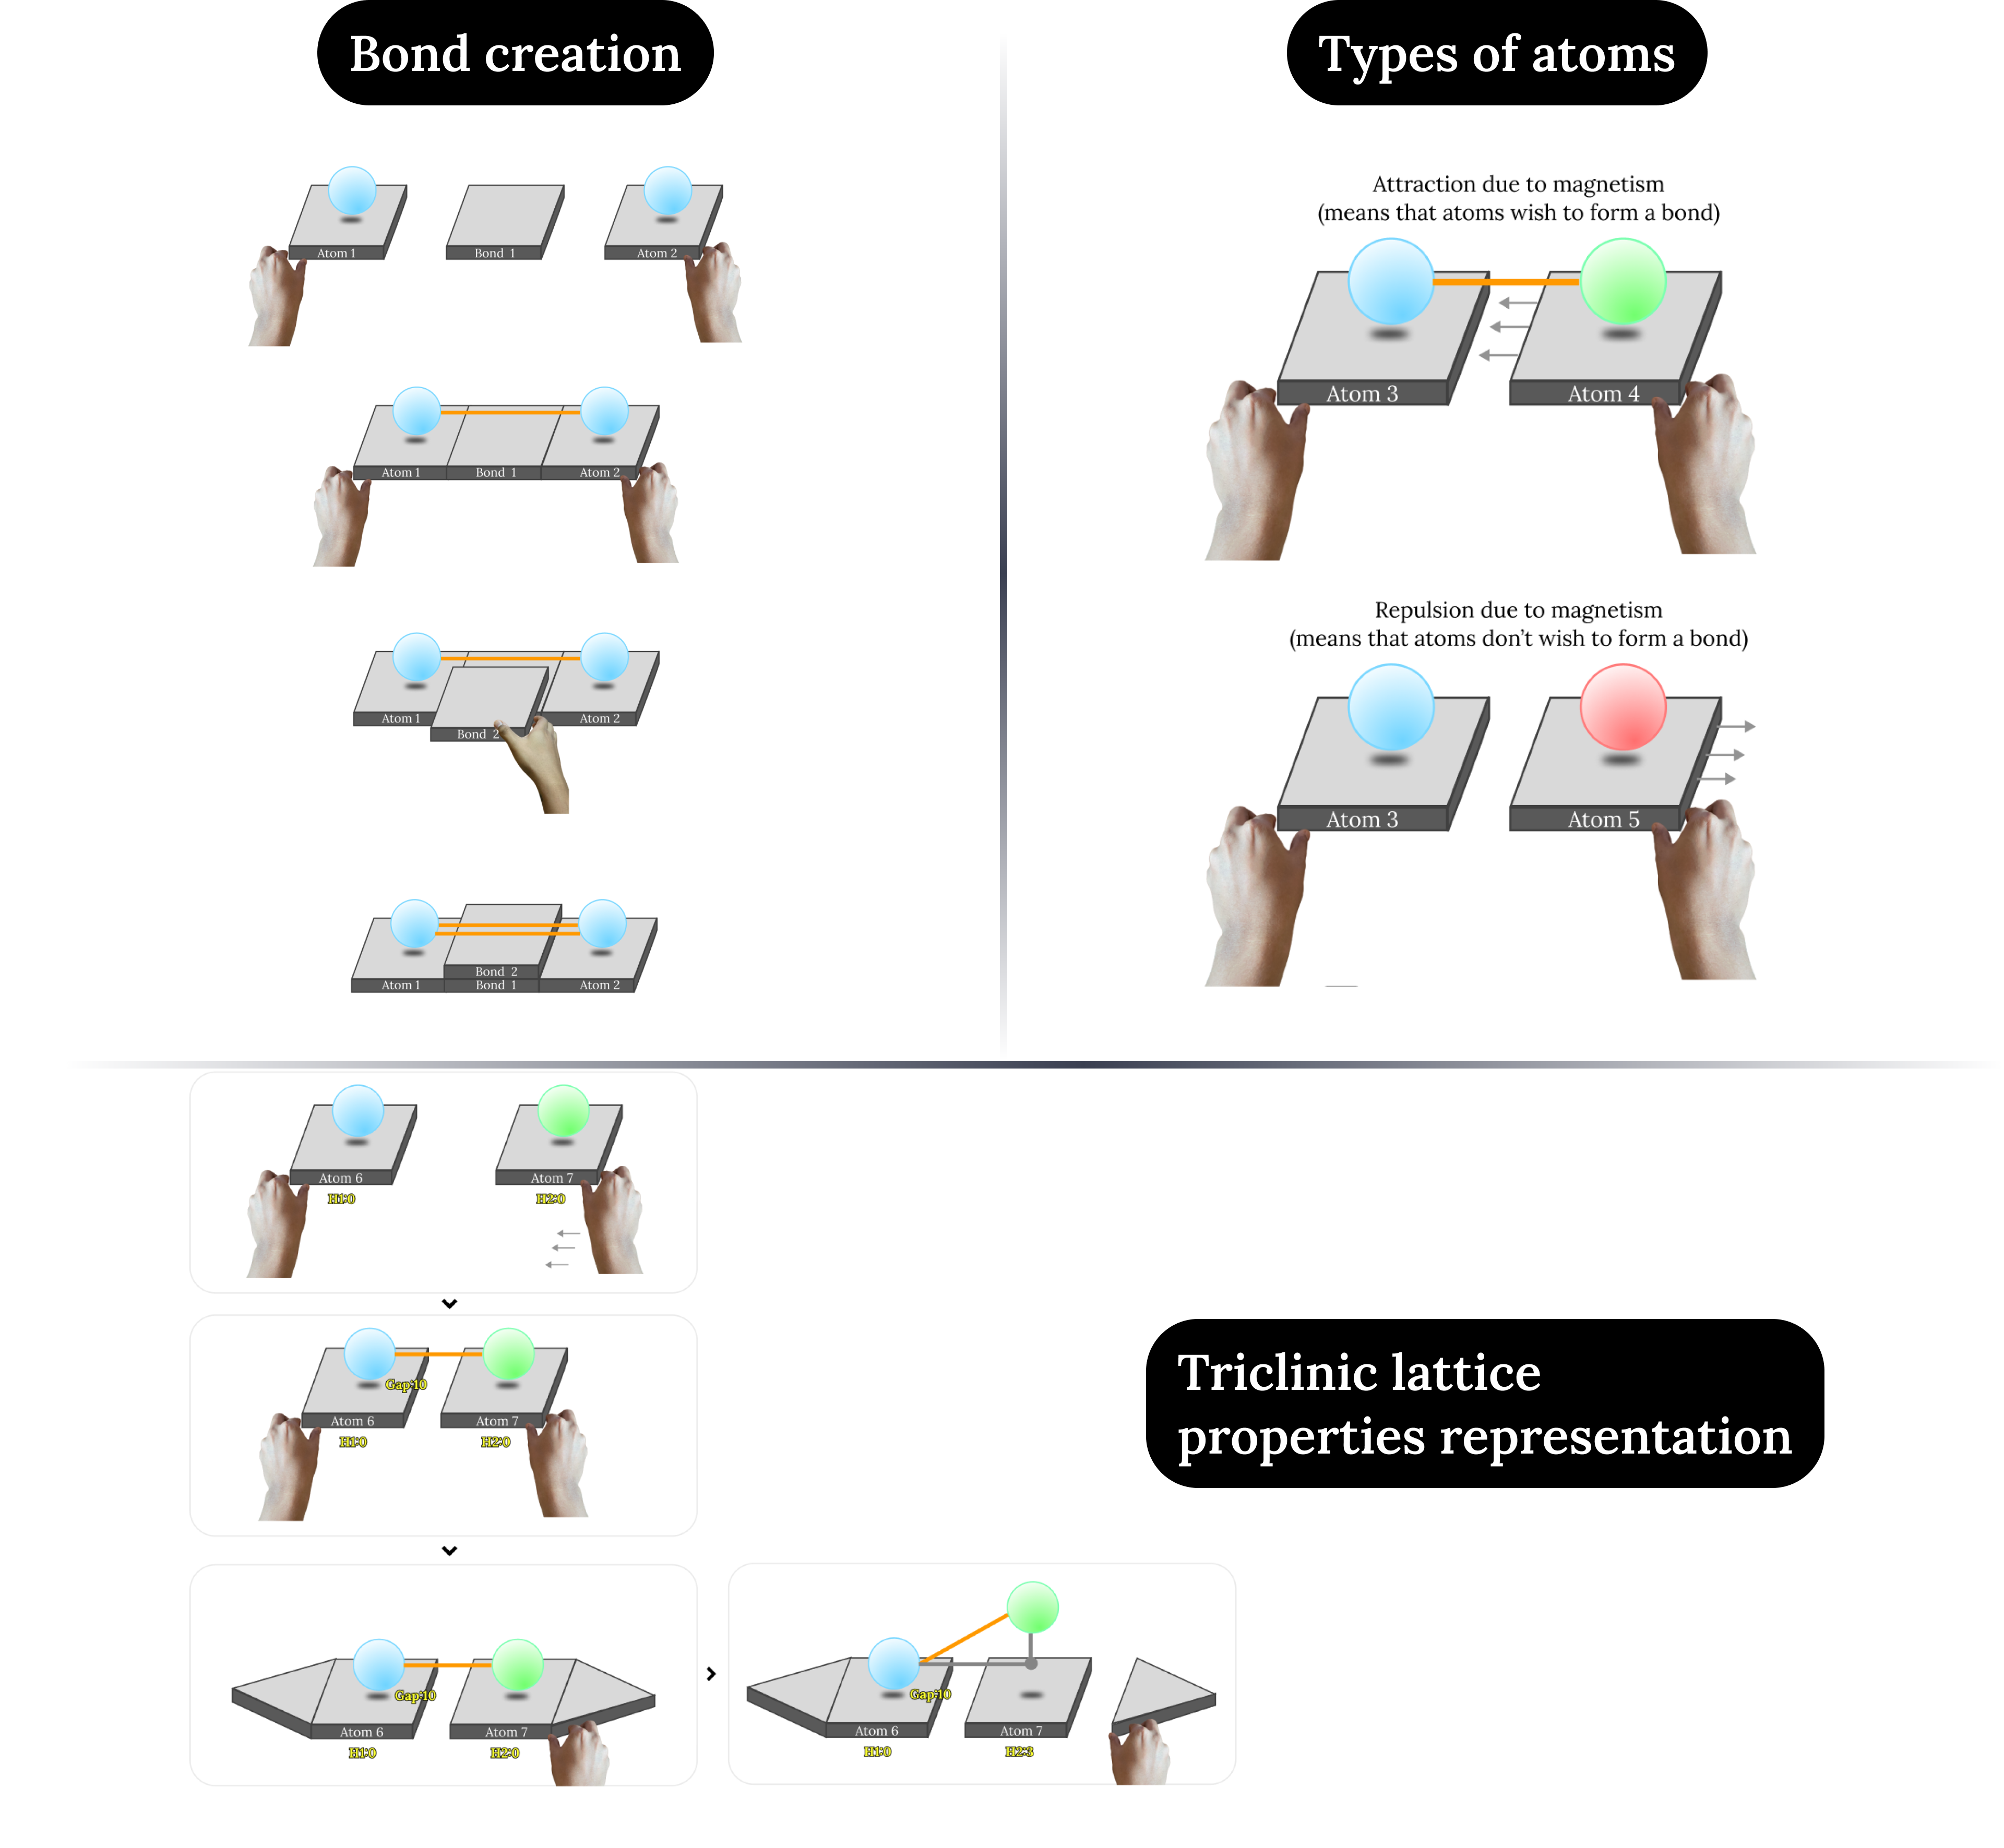 Bond creation
Atom 1
Bond 1
Atom 2
Atom 1
Bond 1
Atom 2
Atom 1
Atom 2
Bond 2
Bond 2
Atom 1
Bond 1
Atom 2
Types of atoms
Attraction due to magnetism
(means that atoms wish to form a bond)
Atom 3
Atom 4
Repulsion due to magnetism
(means that atoms don't wish to form a bond)
Atom 3
Atom 5
Atom 6
Atom 7
H1:0
H2:0
Gap:10
Atom 6
Atom 7
H1:0
H2:0
Triclinic lattice
properties representation
Gap:10
Atom 6
Atom 7
H1:0
H2:0
Gap:10
Atom 6
Atom 7
H1:0
H2:3